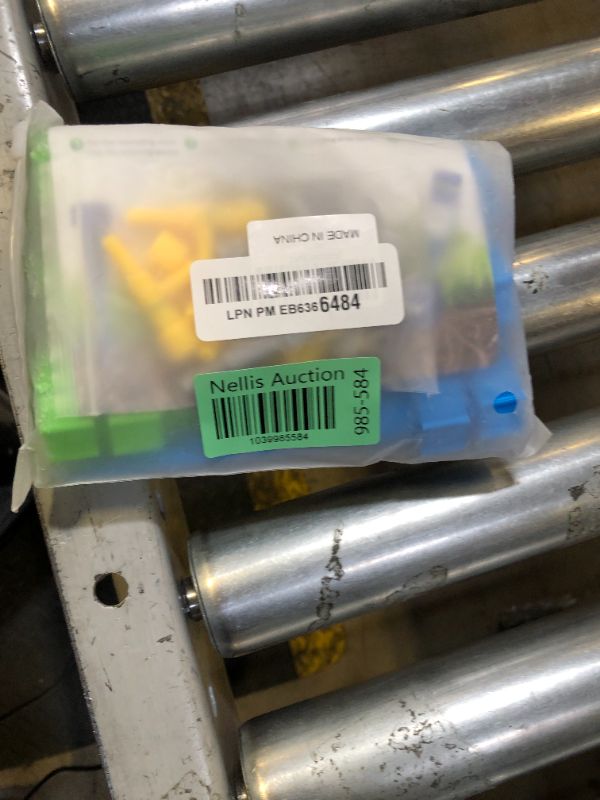 MADE IN CHINA
LPN PM EB6366484
Nellis Auction
1039985584
985-584